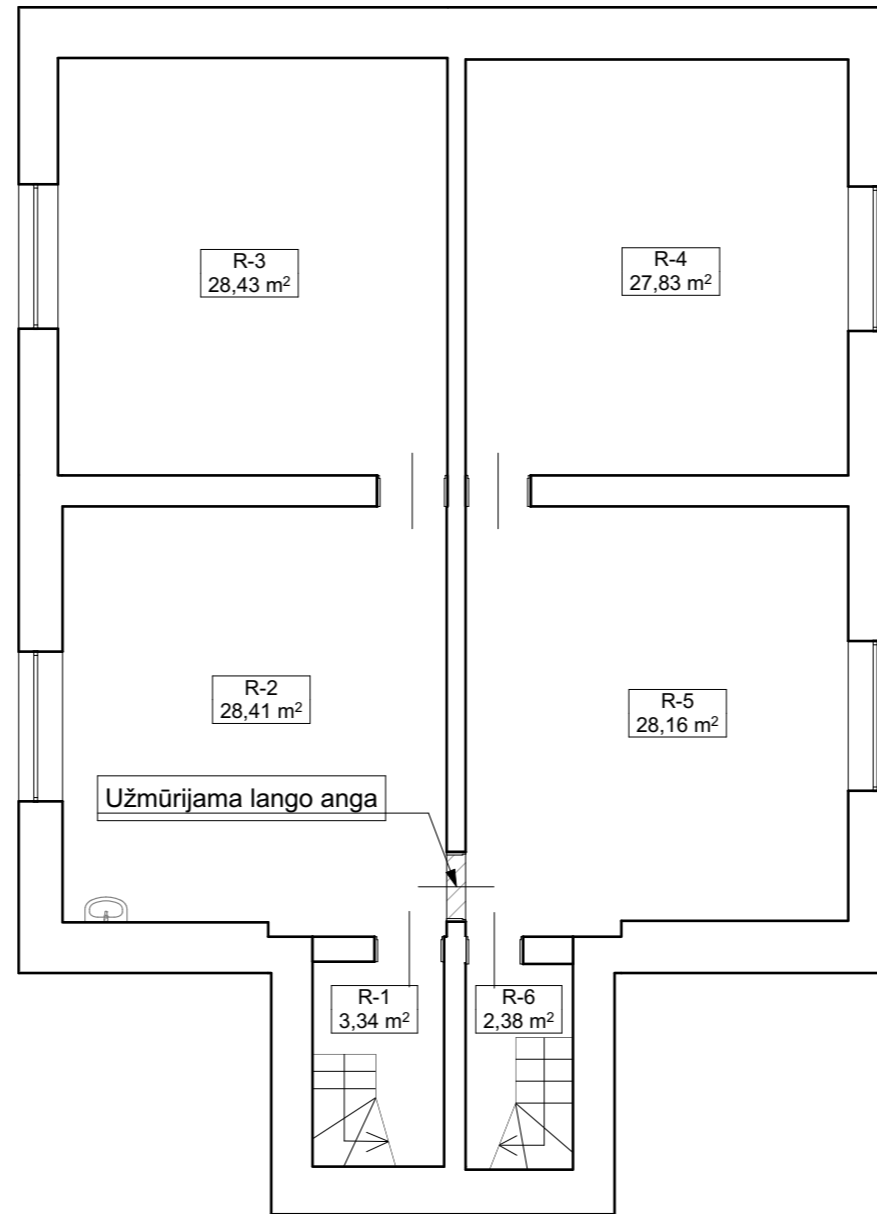 R-3
28,43 m²
R-4
27,83 m²
R-2
28,41 m²
R-5
28,16 m²
Užmūrijama lango anga
R-1
3,34 m²
R-6
2,38 m²